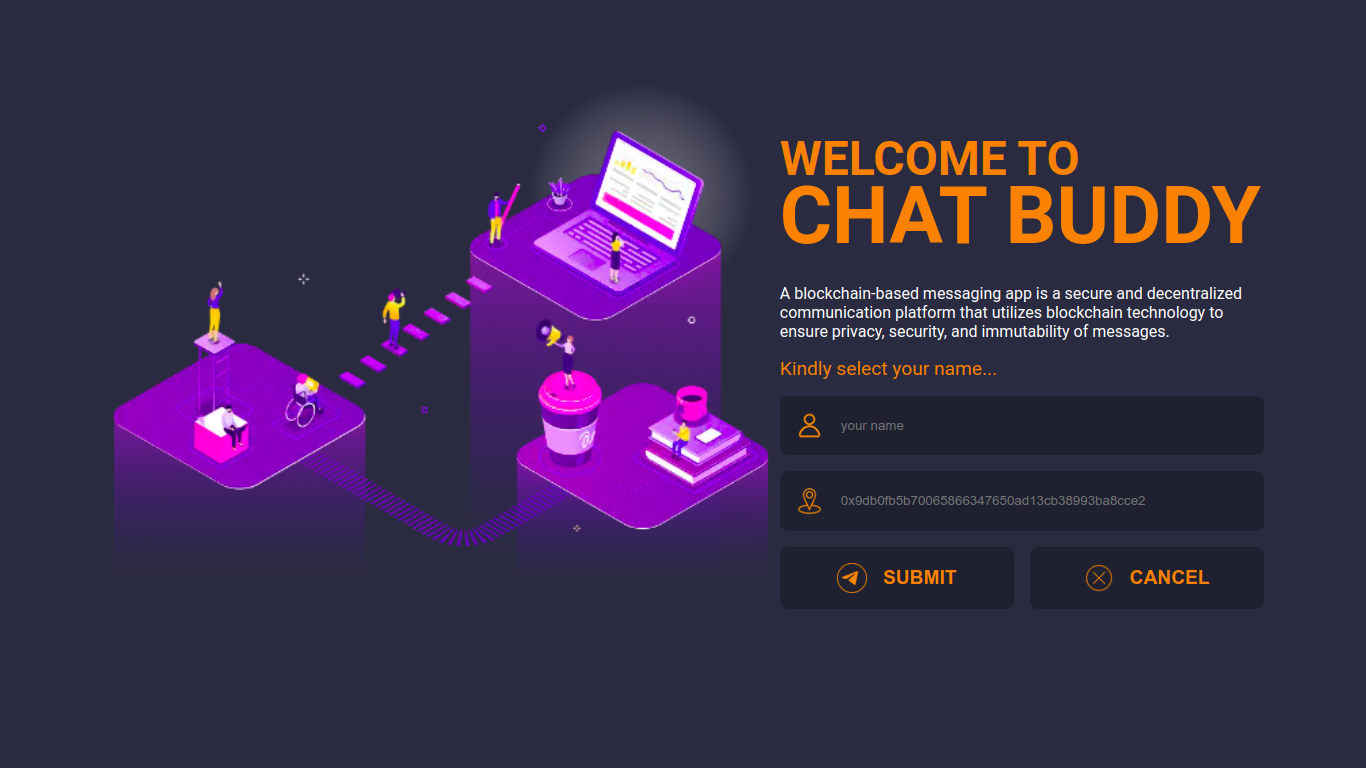 WELCOME TO
CHAT BUDDY
A blockchain-based messaging app is a secure and decentralized
communication platform that utilizes blockchain technology to
ensure privacy, security, and immutability of messages.
Kindly select your name...
your name
0x9db0fb5b70065866347650ad13cb38993ba8cce2
SUBMIT
CANCEL